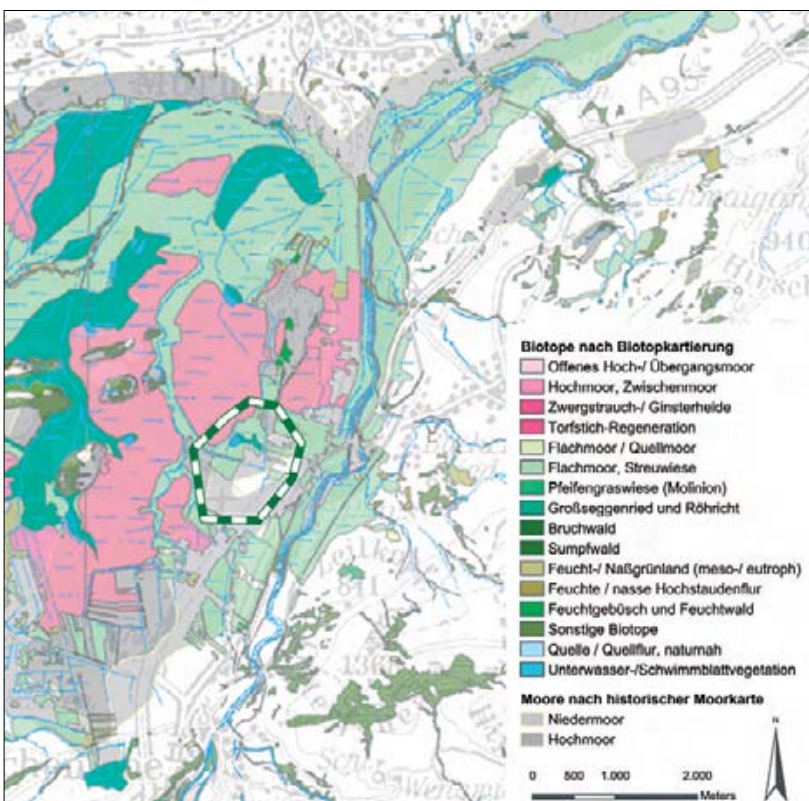 A 95
Biotope nach Biotopkartierung
Offenes Hoch-/ Übergangsmoor
Hochmoor, Zwischenmoor
Zwergstrauch-/ Ginsterheide
Torfstich-Regeneration
Flachmoor / Quellmoor
Flachmoor, Streuwiese
Pfeifengraswiese (Molinion)
Großseggenried und Röhricht
Bruchwald
Sumpfwald
Feucht-/ Naßgrünland (meso-/ eutroph)
Feuchte / nasse Hochstaudenflur
Feuchtgebüsch und Feuchtwald
Sonstige Biotope
Quelle / Quellflur, naturnah
Unterwasser-/Schwimmblattvegetation
Moore nach historischer Moorkarte
Niedermoor
Hochmoor
N
0 500 1.000 2.000
Meters